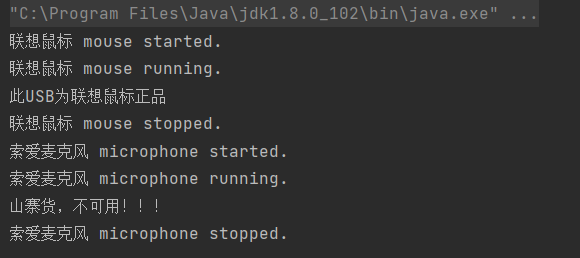 "C:\Program Files\Java\jdk1.8.0_102\bin\java.exe" ...
联想鼠标 mouse started.
联想鼠标 mouse running.
此USB为联想鼠标正品
联想鼠标 mouse stopped.
索爱麦克风 microphone started.
索爱麦克风 microphone running.
山寨货，不可用！！！
索爱麦克风 microphone stopped.